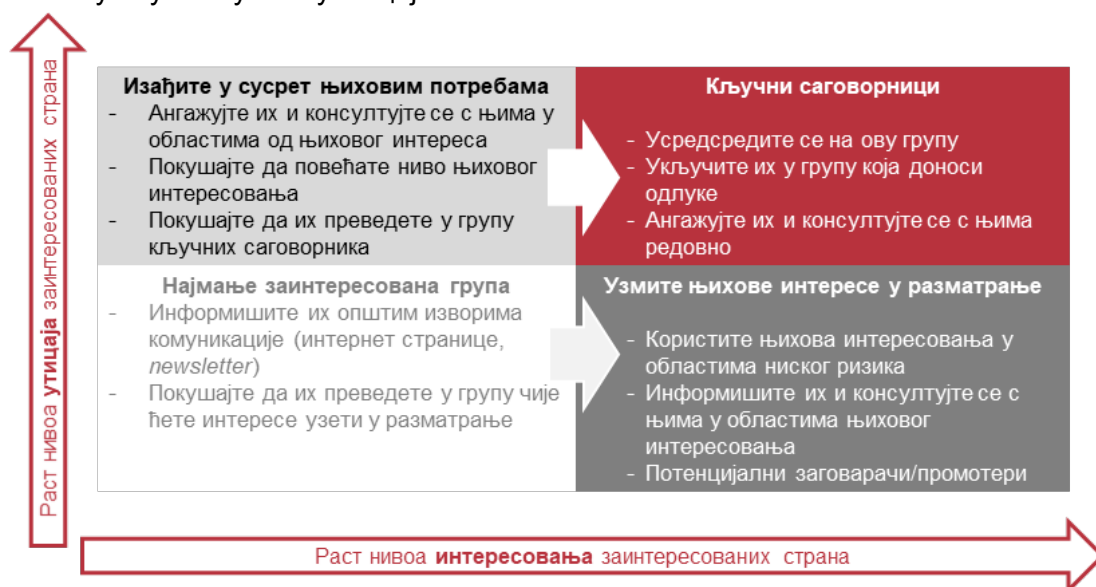 Раст нивоа утицаја заинтересованих страна
Изађите у сусрет њиховим потребама
- Ангажујте их и консултујте се с њима у
областима од њиховог интереса
- Покушајте да повећате ниво њиховог
интересовања
- Покушајте да их преведете у групу
кључних саговорника
Кључни саговорници
- Усредсредите се на ову групу
- Укључите их у групу која доноси
одлуке
- Ангажујте их и консултујте се с њима
редовно
Најмање заинтересована група
- Информишите их општим изворима
комуникације (интернет странице,
newsletter)
- Покушајте да их преведете у групу чије
ћете интересе узети у разматрање
Узмите њихове интересе у разматрање
- Користите њихова интересовања у
областима ниског ризика
- Информишите их и консултујте се с
њима у областима њиховог
интересовања
- Потенцијални заговарачи/промотери
Раст нивоа интересовања заинтересованих страна